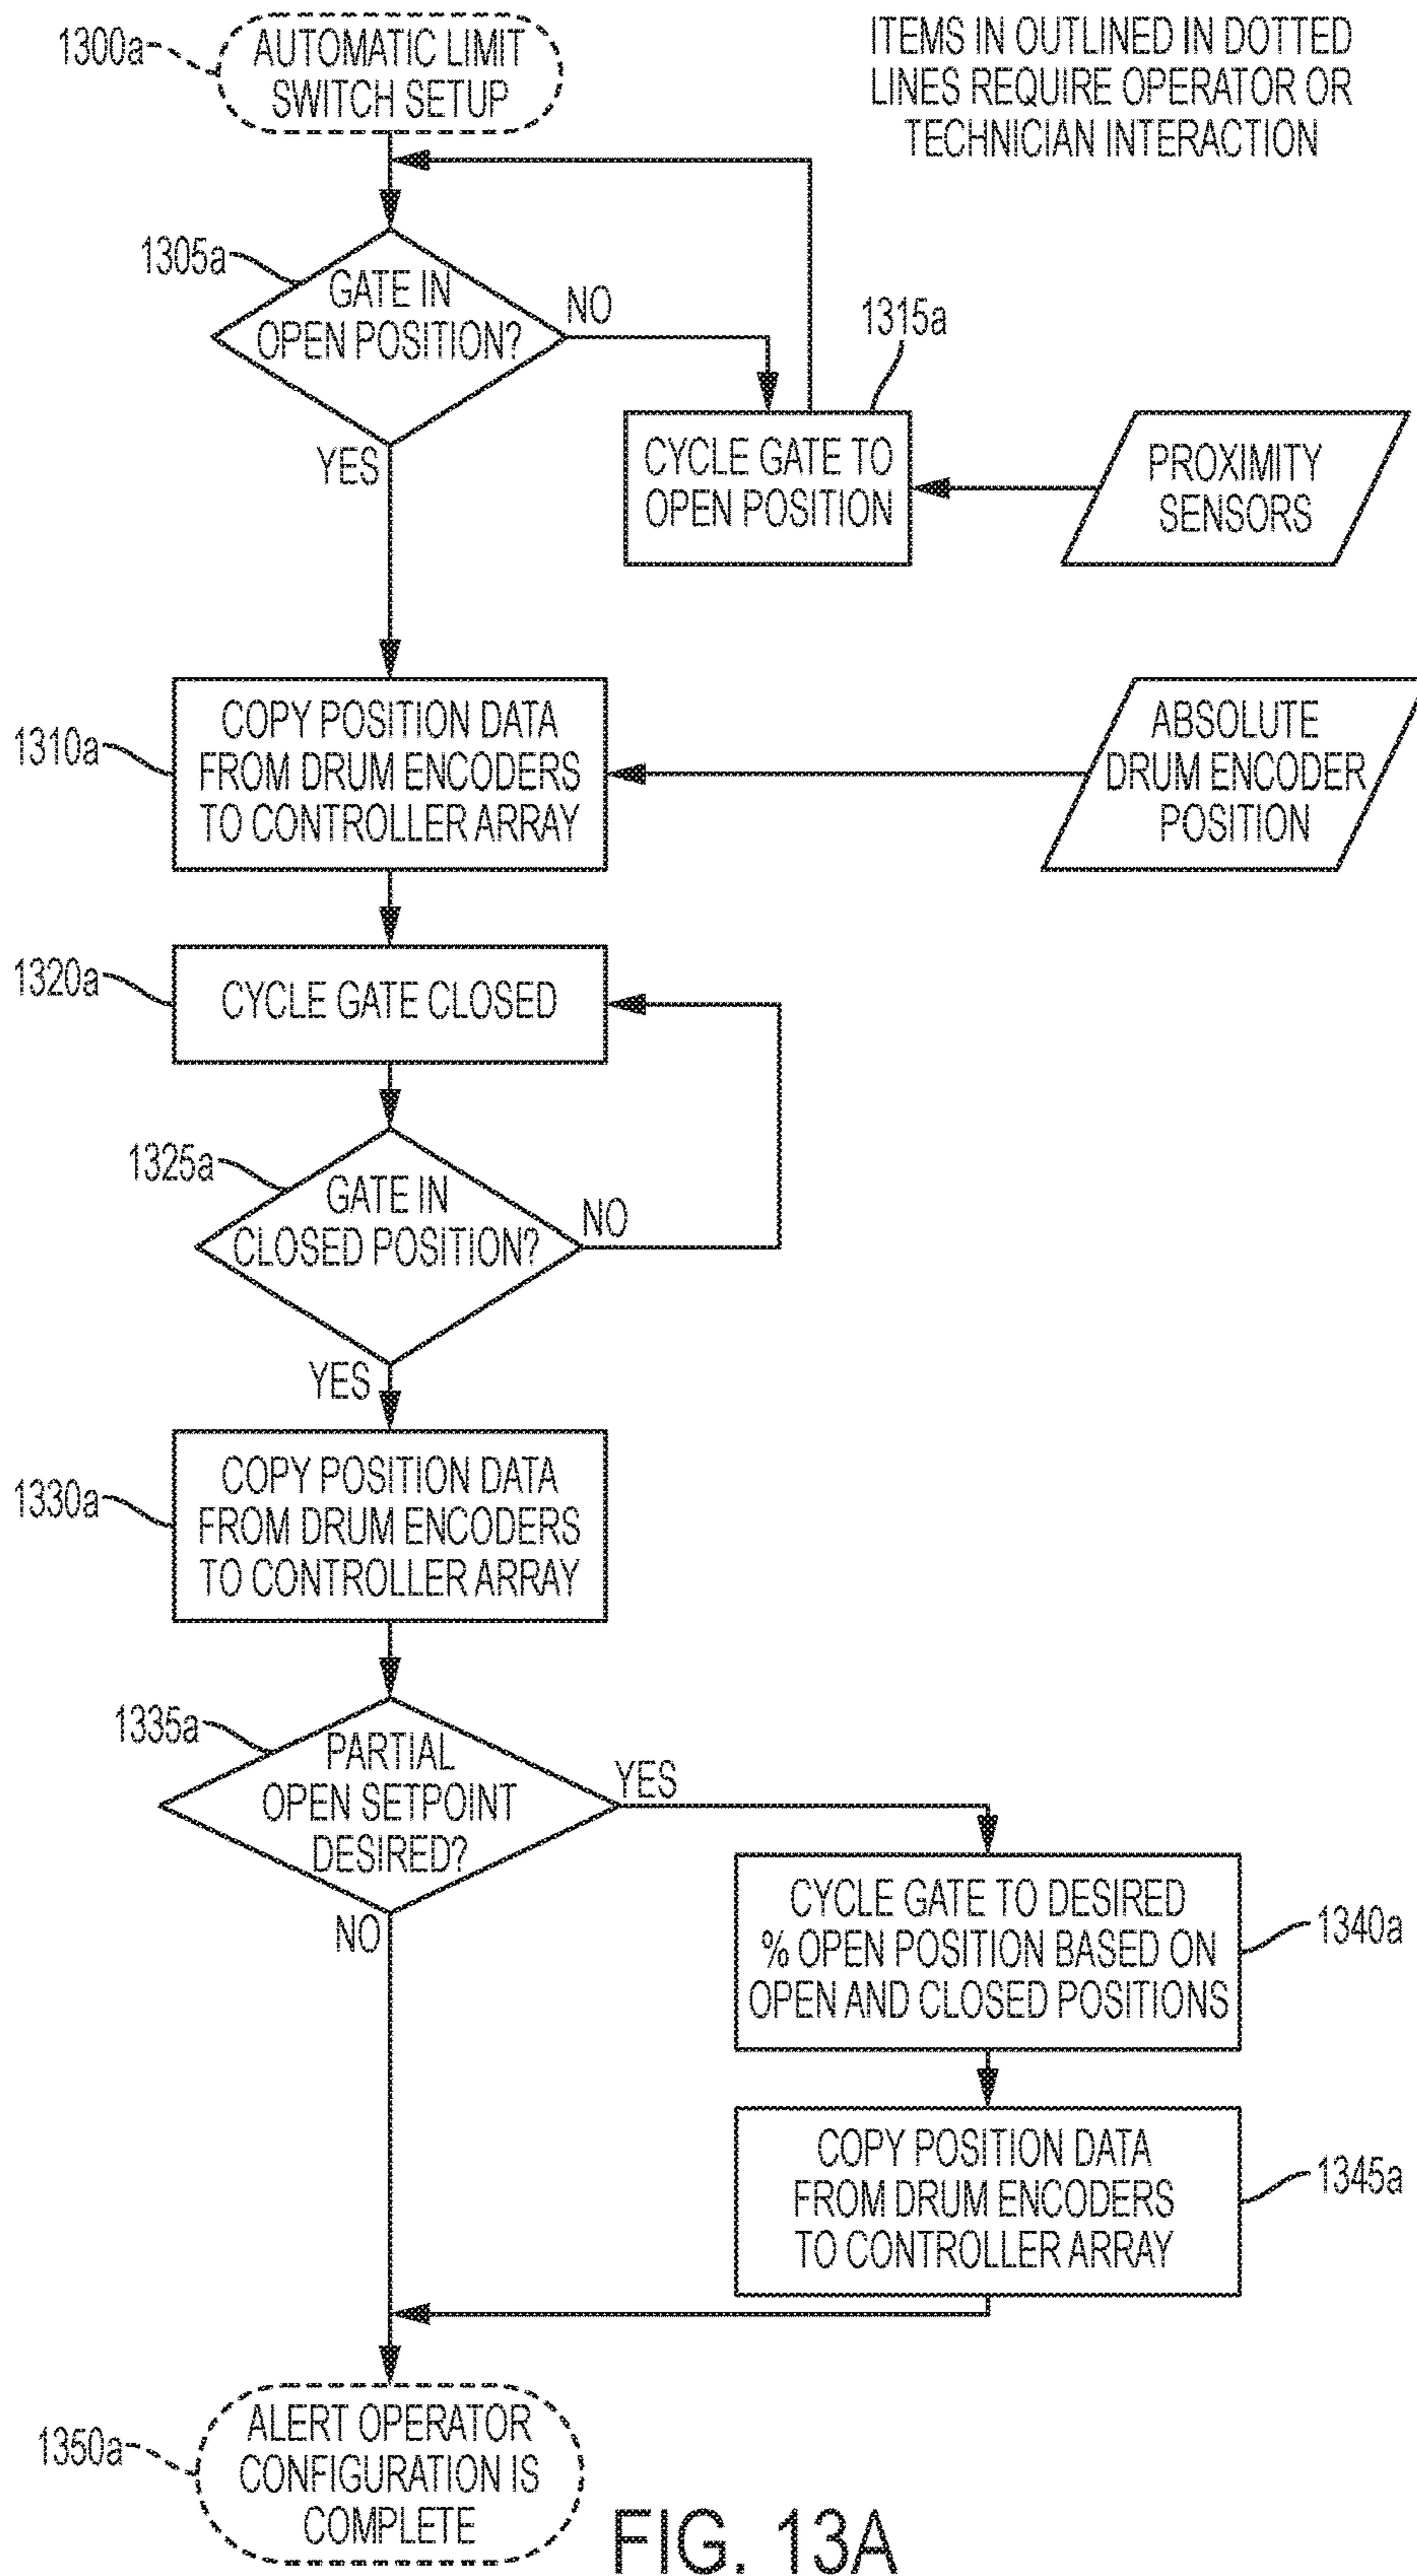 1300a
AUTOMATIC LIMIT
SWITCH SETUP
ITEMS IN OUTLINED IN DOTTED
LINES REQUIRE OPERATOR OR
TECHNICIAN INTERACTION
1305a
GATE IN
OPEN POSITION?
NO
YES
1315a
CYCLE GATE TO
OPEN POSITION
PROXIMITY
SENSORS
1310a
COPY POSITION DATA
FROM DRUM ENCODERS
TO CONTROLLER ARRAY
ABSOLUTE
DRUM ENCODER
POSITION
1320a
CYCLE GATE CLOSED
1325a
GATE IN
CLOSED POSITION?
NO
YES
1330a
COPY POSITION DATA
FROM DRUM ENCODERS
TO CONTROLLER ARRAY
1335a
PARTIAL
OPEN SETPOINT
DESIRED?
YES
NO
CYCLE GATE TO DESIRED
% OPEN POSITION BASED ON
OPEN AND CLOSED POSITIONS
1340a
COPY POSITION DATA
FROM DRUM ENCODERS
TO CONTROLLER ARRAY
1345a
1350a
ALERT OPERATOR
CONFIGURATION IS
COMPLETE
FIG. 13A